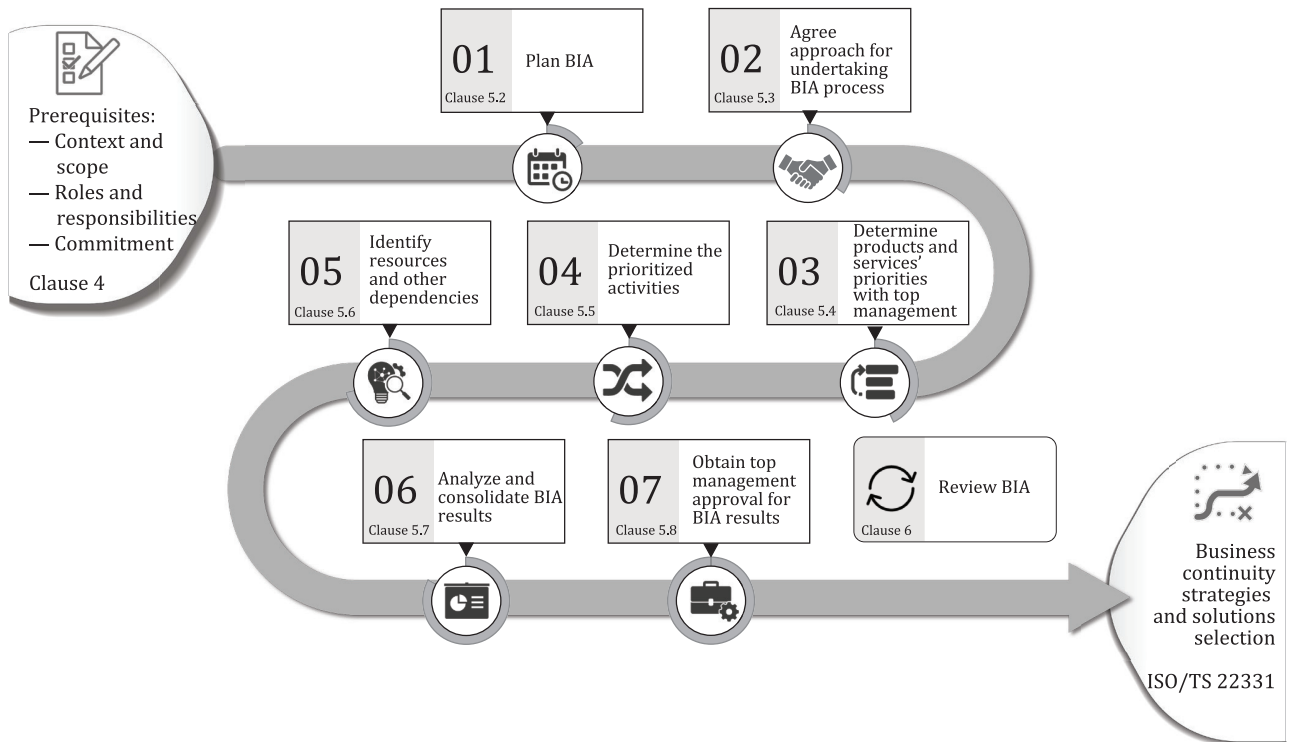 Prerequisites:
— Context and
scope
— Roles and
responsibilities
— Commitment
Clause 4
01
Clause 5.2
Plan BIA
02
Clause 5.3
Agree
approach for
undertaking
BIA process
03
Clause 5.4
Determine
products and
services'
priorities
with top
management
04
Clause 5.5
Determine the
prioritized
activities
05
Clause 5.6
Identify
resources
and other
dependencies
06
Clause 5.7
Analyze and
consolidate BIA
results
07
Clause 5.8
Obtain top
management
approval for
BIA results
Clause 6
Review BIA
Business
continuity
strategies
and solutions
selection
ISO/TS 22331